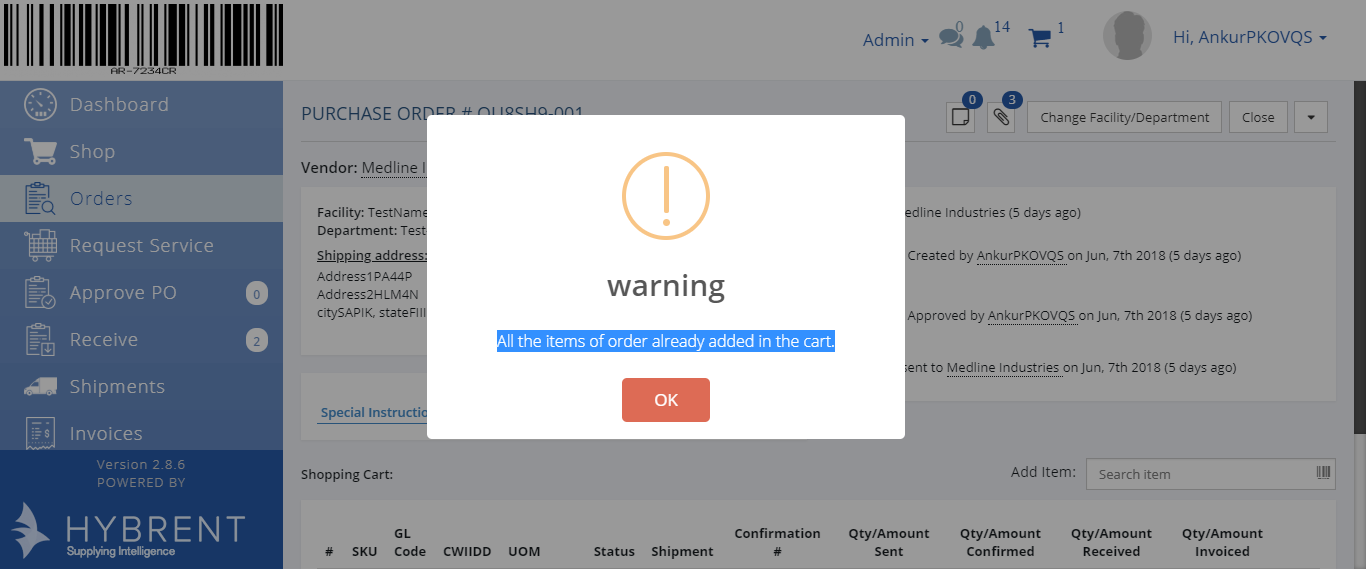 AR-7234CR
Admin
0
14
1
Hi, AnkurPKOVQS
Dashboard
Shop
Orders
Request Service
Approve PO
0
Receive
2
Shipments
Invoices
Version 2.8.6
POWERED BY
HYBRENT
Supplying Intelligence
PURCHASE ORDER # OU8SH9-001
0
3
Change Facility/Department
Close
Vendor: Medline I
Facility: TestName
Department: Test
Shipping address:
Address1PA44P
Address2HLM4N
citySAPIK, stateFIII
edline Industries (5 days ago)
Created by AnkurPKOVQS on Jun, 7th 2018 (5 days ago)
Approved by AnkurPKOVQS on Jun, 7th 2018 (5 days ago)
sent to Medline Industries on Jun, 7th 2018 (5 days ago)
warning
All the items of order already added in the cart.
OK
Special Instructio
Shopping Cart:
Add Item:
Search item
#
SKU
GL Code
CWIIDD
UOM
Status
Shipment
Confirmation #
Qty/Amount Sent
Qty/Amount Confirmed
Qty/Amount Received
Qty/Amount Invoiced